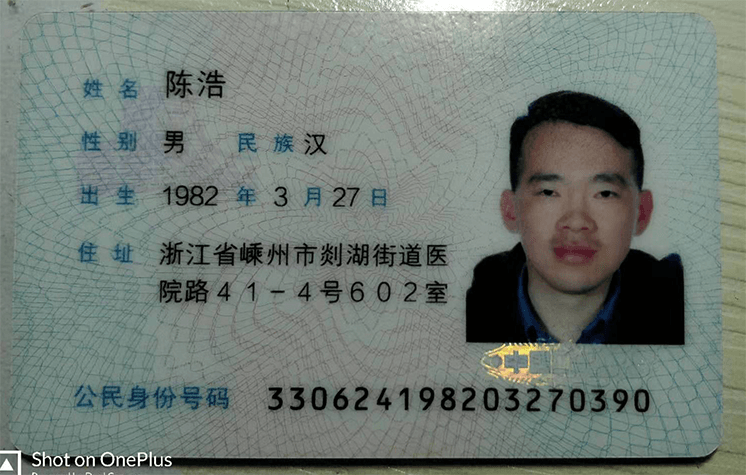 姓名 陈浩
性别 男 民族 汉
出生 1982 年 3 月 27 日
住址 浙江省嵊州市剡湖街道医
院路41-4号602室
公民身份号码 330624198203270390
Shot on OnePlus